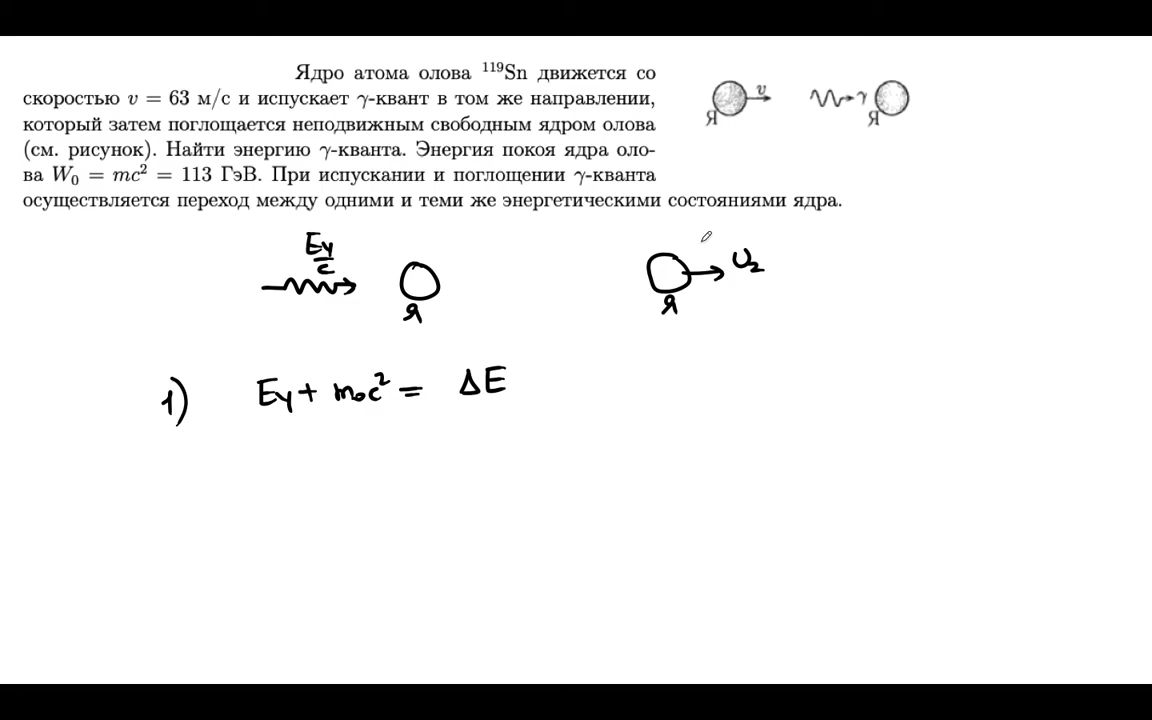 Ядро атома олова ¹¹⁹Sn движется со
скоростью v = 63 м/с и испускает γ-квант в том же направлении,
который затем поглощается неподвижным свободным ядром олова
(см. рисунок). Найти энергию γ-кванта. Энергия покоя ядра оло-
ва W₀ = mc² = 113 ГэВ. При испускании и поглощении γ-кванта
осуществляется переход между одними и теми же энергетическими состояниями ядра.
v γ
Я Я
Eγ/c
υ₂
Я Я
1) Eγ + m₀c² = ΔE